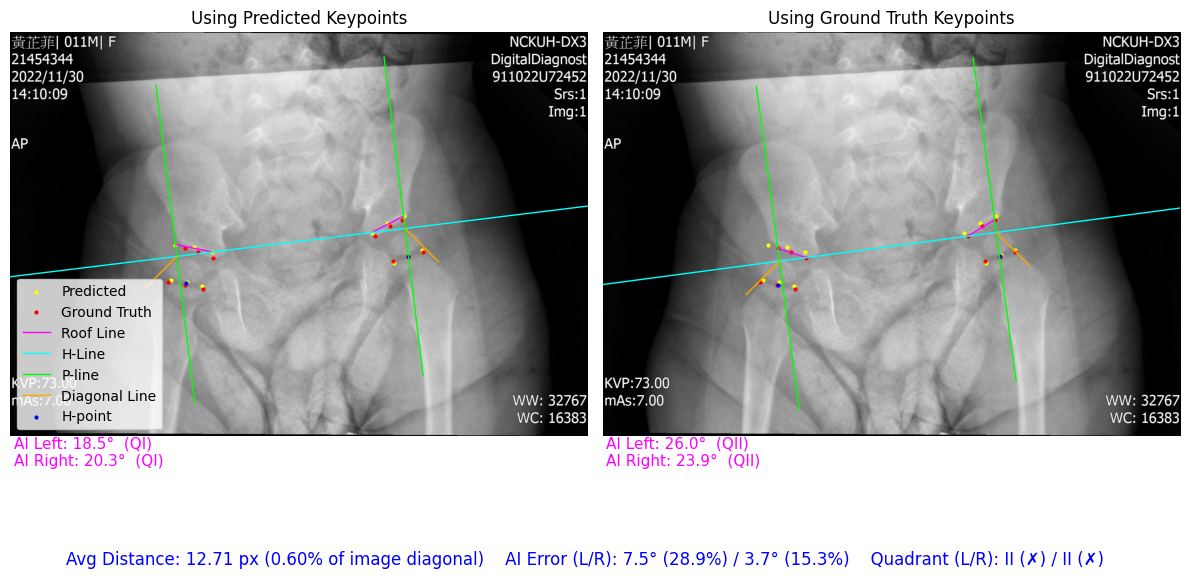 Using Predicted Keypoints
黃芷菲| 011M| F
21454344
2022/11/30
14:10:09
AP
NCKUH-DX3
DigitalDiagnost
911022U72452
Srs:1
Img:1
Predicted
Ground Truth
Roof Line
H-Line
P-line
Diagonal Line
H-point
KVP:73.00
mAs:7.00
WW: 32767
WC: 16383
AI Left: 18.5° (QI)
AI Right: 20.3° (QI)
Using Ground Truth Keypoints
黃芷菲| 011M| F
21454344
2022/11/30
14:10:09
AP
NCKUH-DX3
DigitalDiagnost
911022U72452
Srs:1
Img:1
KVP:73.00
mAs:7.00
WW: 32767
WC: 16383
AI Left: 26.0° (QII)
AI Right: 23.9° (QII)
Avg Distance: 12.71 px (0.60% of image diagonal) AI Error (L/R): 7.5° (28.9%) / 3.7° (15.3%) Quadrant (L/R): II (✗) / II (✗)